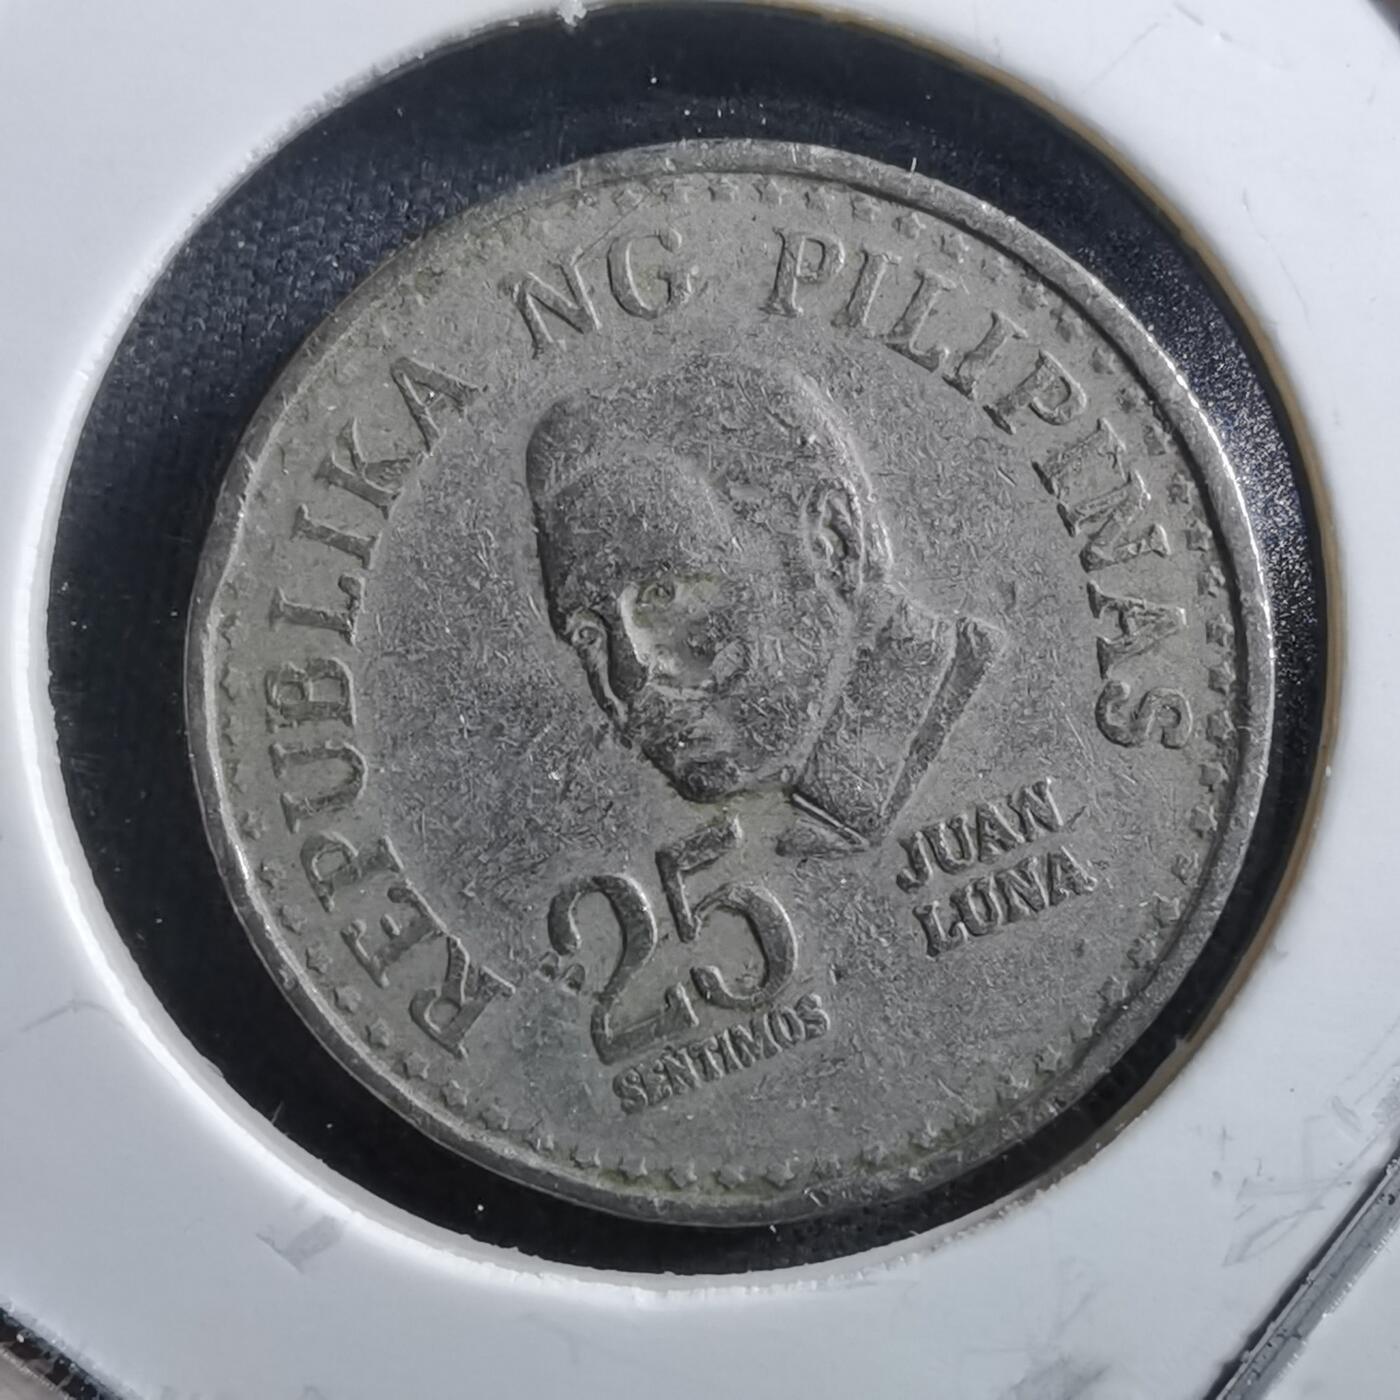 REPUBLIKA NG PILIPINAS
JUAN
LUNA
25
SENTIMOS